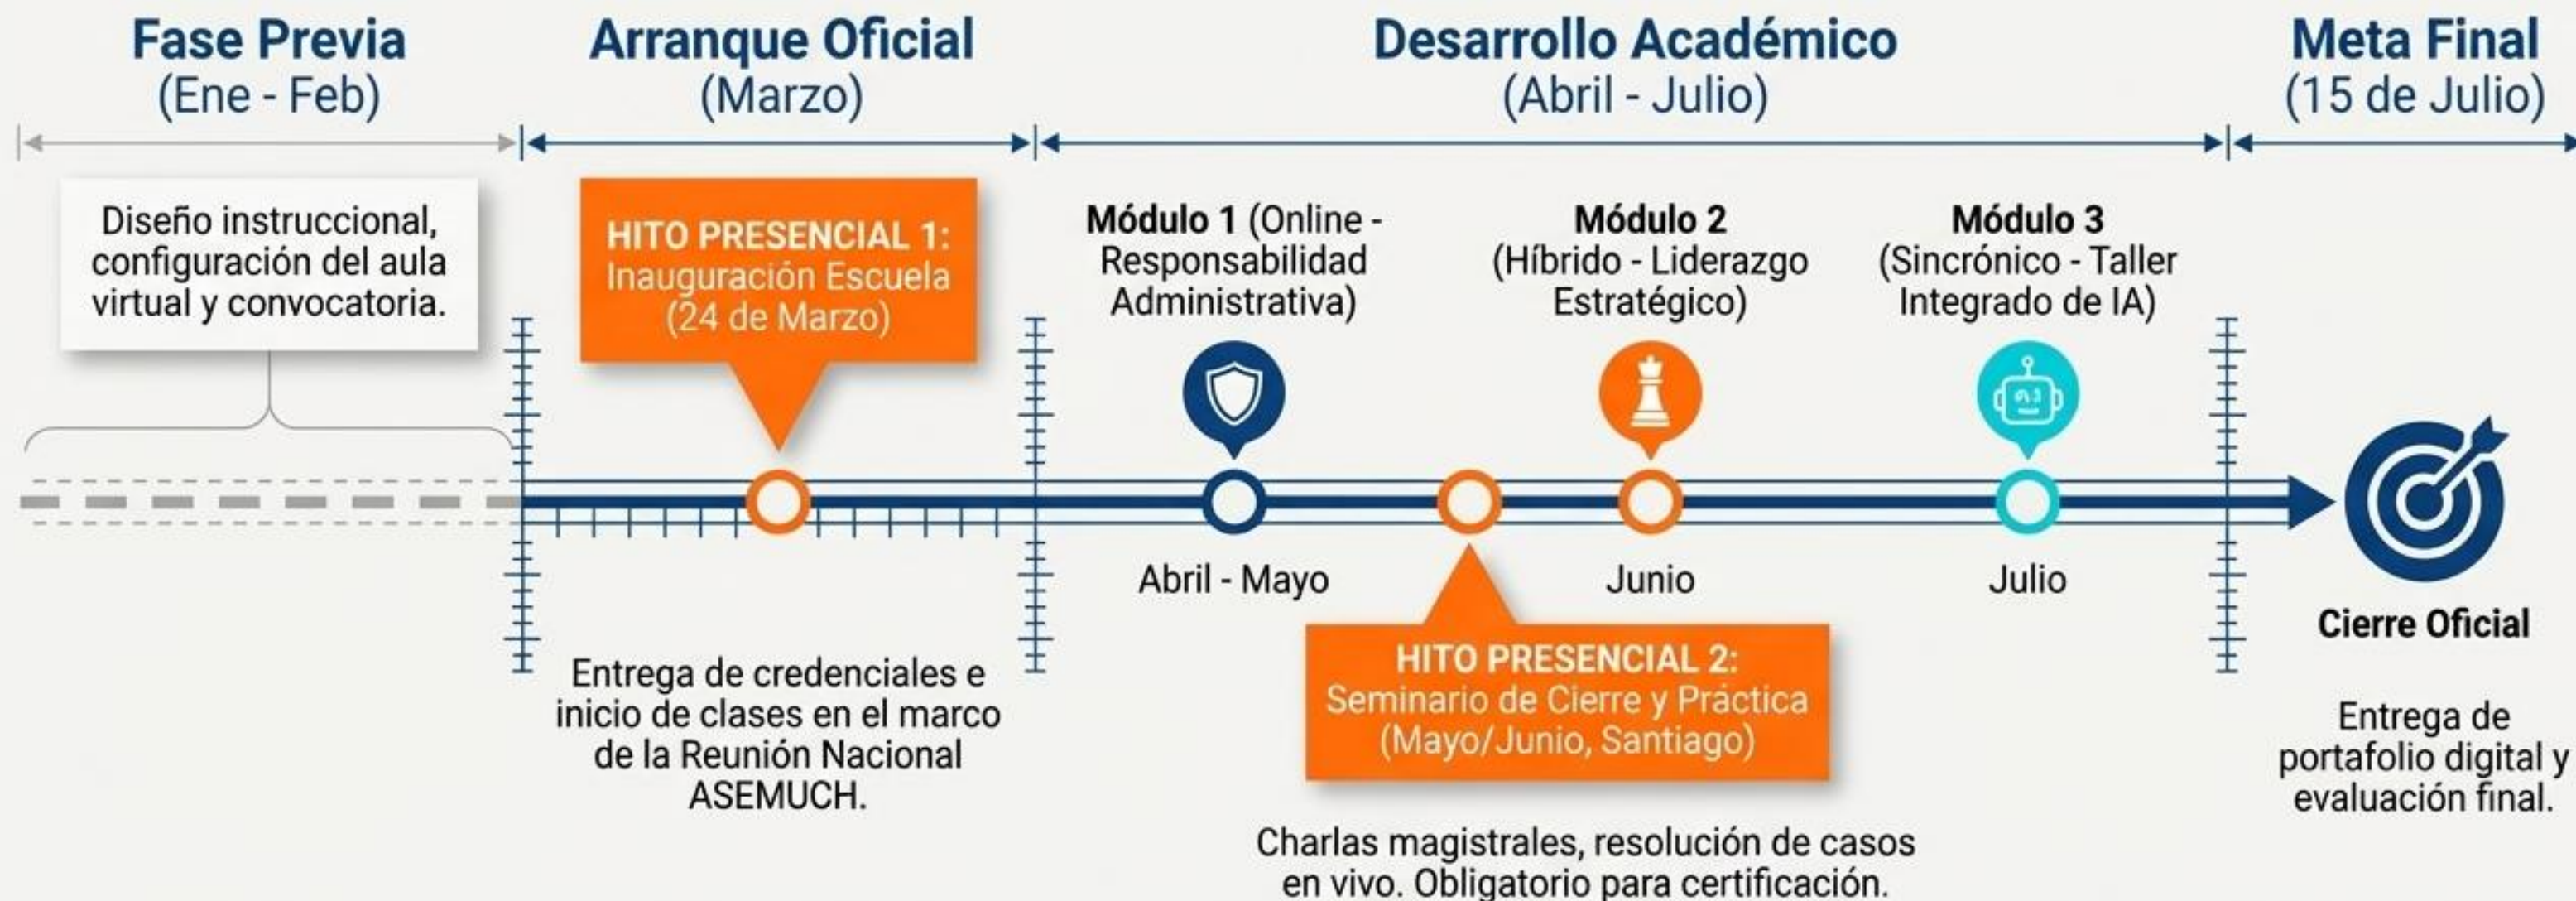 Fase Previa
(Ene - Feb)
Arranque Oficial
(Marzo)
Desarrollo Académico
(Abril - Julio)
Meta Final
(15 de Julio)
Diseño instruccional,
configuración del aula
virtual y convocatoria.
HITO PRESENCIAL 1:
Inauguración Escuela
(24 de Marzo)
Módulo 1 (Online -
Responsabilidad
Administrativa)
Módulo 2
(Híbrido - Liderazgo
Estratégico)
Módulo 3
(Sincrónico - Taller
Integrado de IA)
Abril - Mayo
Junio
Julio
Entrega de credenciales e
inicio de clases en el marco
de la Reunión Nacional
ASEMUCH.
HITO PRESENCIAL 2:
Seminario de Cierre y Práctica
(Mayo/Junio, Santiago)
Charlas magistrales, resolución de casos
en vivo. Obligatorio para certificación.
Cierre Oficial
Entrega de
portafolio digital y
evaluación final.